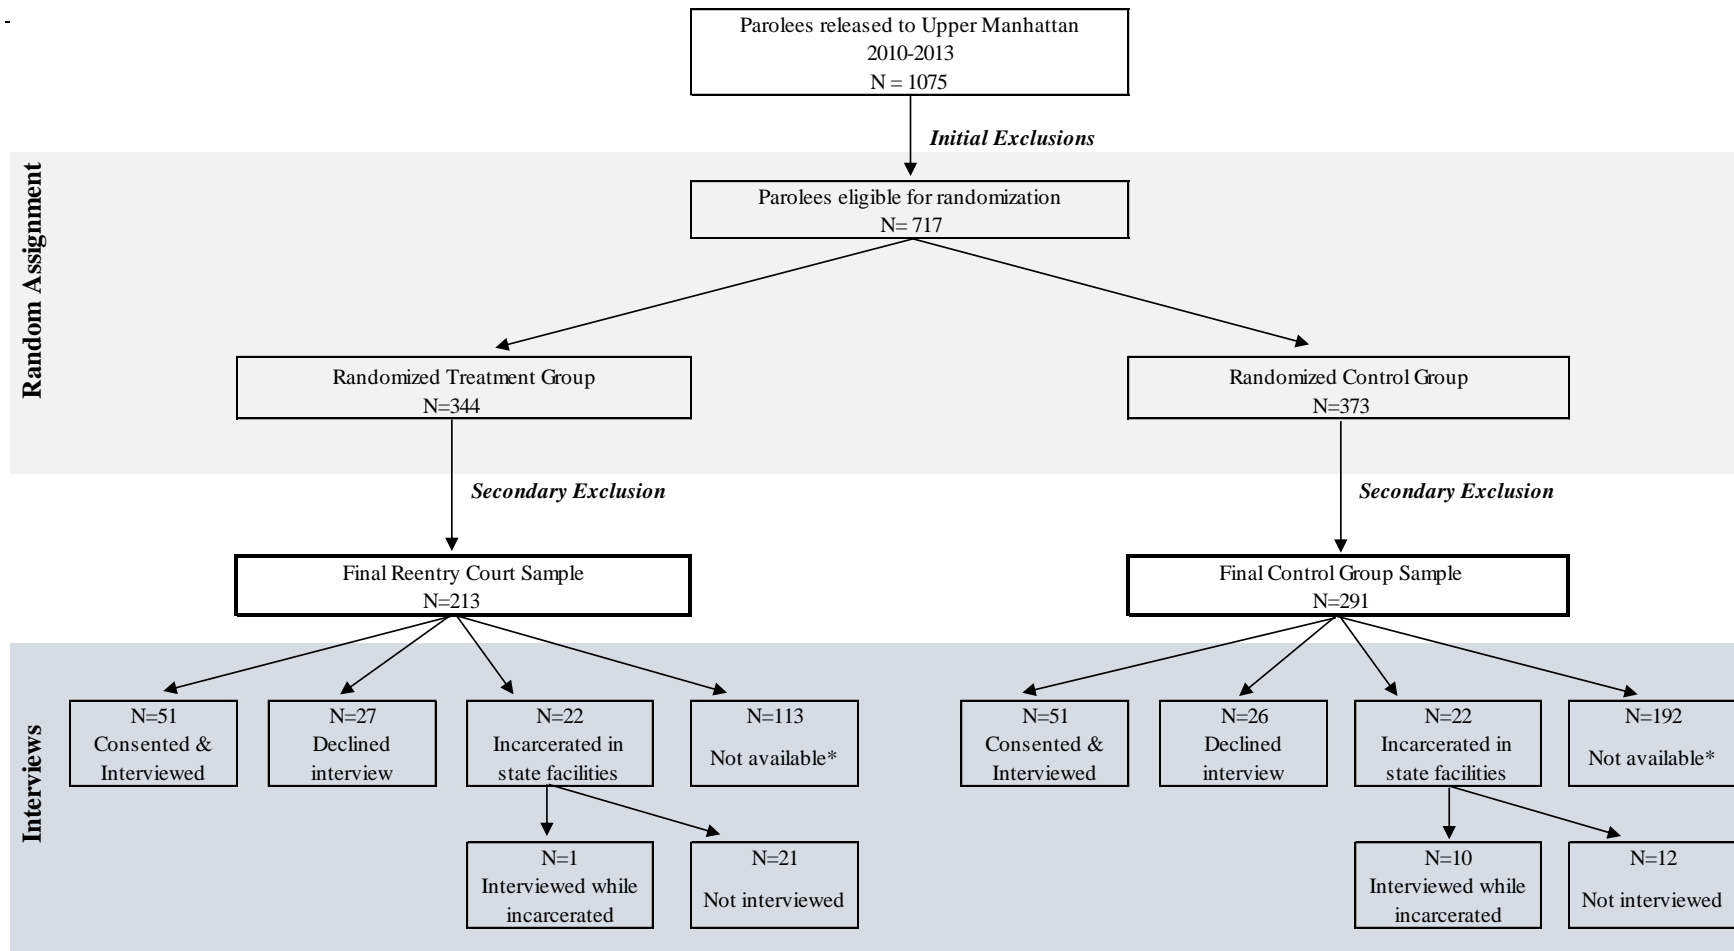 -
Parolees released to Upper Manhattan
2010-2013
N = 1075
Initial Exclusions
Random Assignment
Parolees eligible for randomization
N= 717
Randomized Treatment Group
N=344
Randomized Control Group
N=373
Secondary Exclusion
Secondary Exclusion
Final Reentry Court Sample
N=213
Final Control Group Sample
N=291
Interviews
N=51
Consented &
Interviewed
N=27
Declined
interview
N=22
Incarcerated in
state facilities
N=113
Not available*
N=51
Consented &
Interviewed
N=26
Declined
interview
N=22
Incarcerated in
state facilities
N=192
Not available*
N=1
Interviewed while
incarcerated
N=21
Not interviewed
N=10
Interviewed while
incarcerated
N=12
Not interviewed